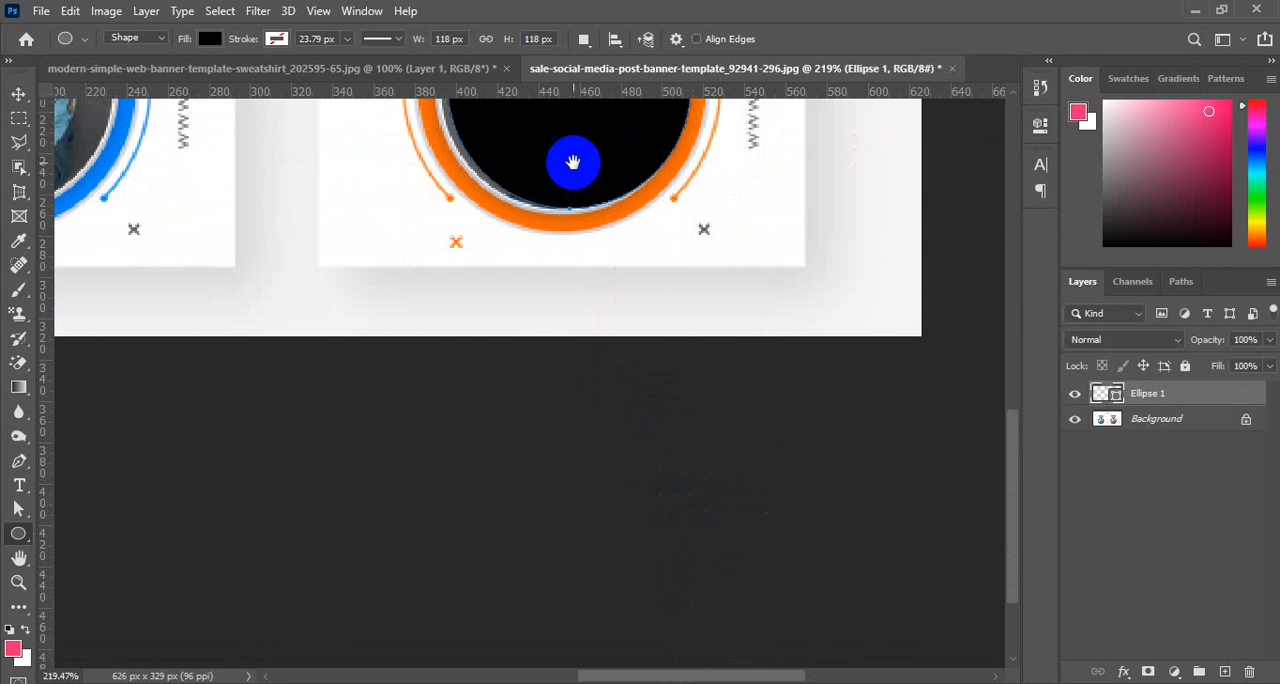 Ps File Edit Image Layer Type Select Filter 3D View Window Help
Shape Fill: Stroke: 23.79 px W: 118 px H: 118 px Align Edges
modern-simple-web-banner-template-sweatshirt_202595-65.jpg @ 100% (Layer 1, RGB/8*) * × sale-social-media-post-banner-template_92941-296.jpg @ 219% (Ellipse 1, RGB/8#) * ×
200 220 240 260 280 300 320 340 360 380 400 420 440 460 480 500 520 540 560 580 600 620 640 66
Color Swatches Gradients Patterns
Layers Channels Paths
Kind
Normal Opacity: 100%
Lock: Fill: 100%
Ellipse 1
Background
219.47% 626 px x 329 px (96 ppi)